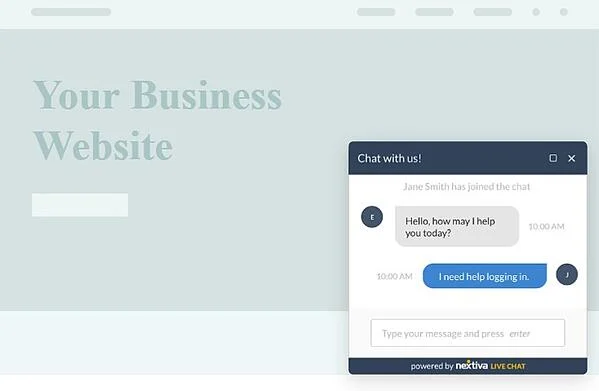 Your Business
Website
Chat with us!
Jane Smith has joined the chat
E
Hello, how may I help
you today?
10:00 AM
10:00 AM
I need help logging in.
J
Type your message and press enter
powered by nextiva LIVE CHAT